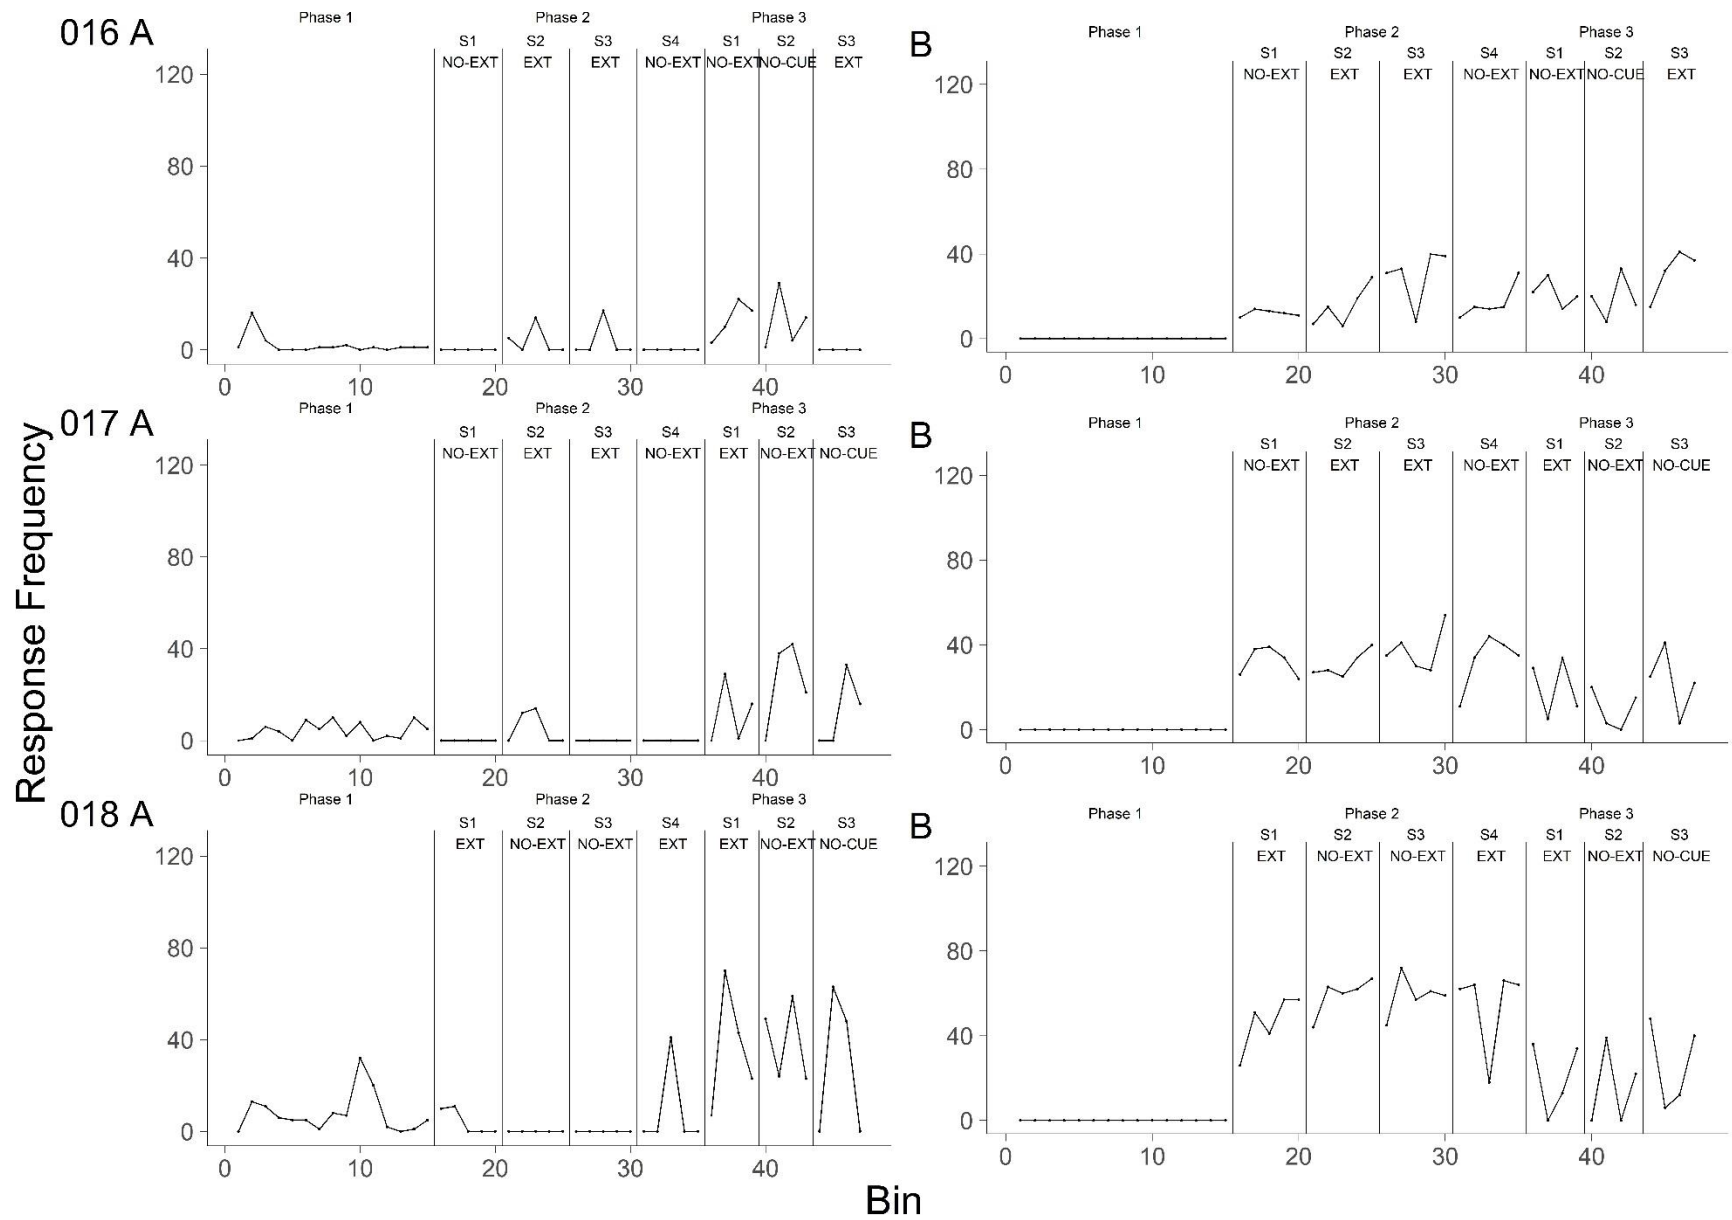 Response Frequency
016 A
Phase 1
Phase 2
Phase 3
S1 S2 S3 S4 S1 S2 S3
NO-EXT EXT EXT NO-EXT NO-EXT NO-CUE EXT
120
80
40
0
0 10 20 30 40
B
Phase 1
Phase 2
Phase 3
S1 S2 S3 S4 S1 S2 S3
NO-EXT EXT EXT NO-EXT NO-EXT NO-CUE EXT
120
80
40
0
0 10 20 30 40
017 A
Phase 1
Phase 2
Phase 3
S1 S2 S3 S4 S1 S2 S3
NO-EXT EXT EXT NO-EXT EXT NO-EXT NO-CUE
120
80
40
0
0 10 20 30 40
B
Phase 1
Phase 2
Phase 3
S1 S2 S3 S4 S1 S2 S3
NO-EXT EXT EXT NO-EXT EXT NO-EXT NO-CUE
120
80
40
0
0 10 20 30 40
018 A
Phase 1
Phase 2
Phase 3
S1 S2 S3 S4 S1 S2 S3
EXT NO-EXT NO-EXT EXT EXT NO-EXT NO-CUE
120
80
40
0
0 10 20 30 40
B
Phase 1
Phase 2
Phase 3
S1 S2 S3 S4 S1 S2 S3
EXT NO-EXT NO-EXT EXT EXT NO-EXT NO-CUE
120
80
40
0
0 10 20 30 40
Bin